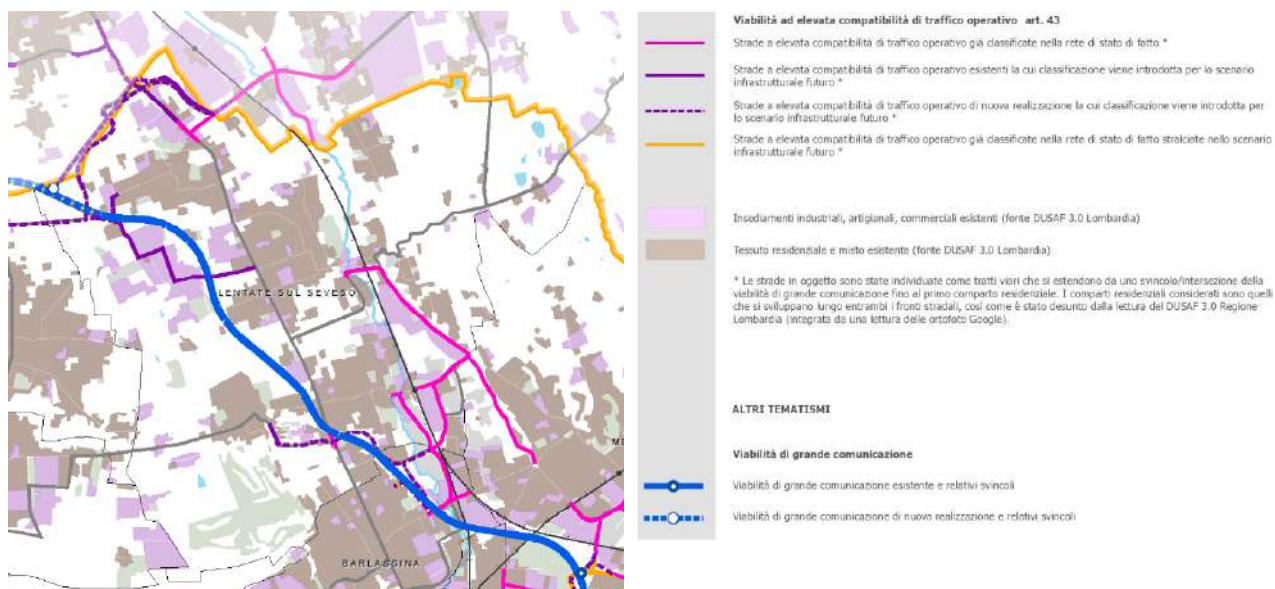 LENTATE SUL SEVESO
ME
BARLASSINA
Viabilità ad elevata compatibilità di traffico operativo art. 43
Strade a elevata compatibilità di traffico operativo già classificate nella rete di stato di fatto *
Strade a elevata compatibilità di traffico operativo esistenti la cui classificazione viene introdotta per lo scenario
infrastrutturale futuro *
Strade a elevata compatibilità di traffico operativo di nuova realizzazione la cui classificazione viene introdotta per
lo scenario infrastrutturale futuro *
Strade a elevata compatibilità di traffico operativo già classificate nella rete di stato di fatto stralciate nello scenario
infrastrutturale futuro *
Insediamenti industriali, artigianali, commerciali esistenti (fonte DUSAF 3.0 Lombardia)
Tessuto residenziale e misto esistente (fonte DUSAF 3.0 Lombardia)
* Le strade in oggetto sono state individuate come tratti viari che si estendono da uno svincolo/intersezione della
viabilità di grande comunicazione fino al primo comparto residenziale. I comparti residenziali considerati sono quelli
che si sviluppano lungo entrambi i fronti stradali, così come è stato desunto dalla lettura del DUSAF 3.0 Regione
Lombardia (integrata da una lettura delle ortofoto Google).
ALTRI TEMATISMI
Viabilità di grande comunicazione
Viabilità di grande comunicazione esistente e relativi svincoli
Viabilità di grande comunicazione di nuova realizzazione e relativi svincoli